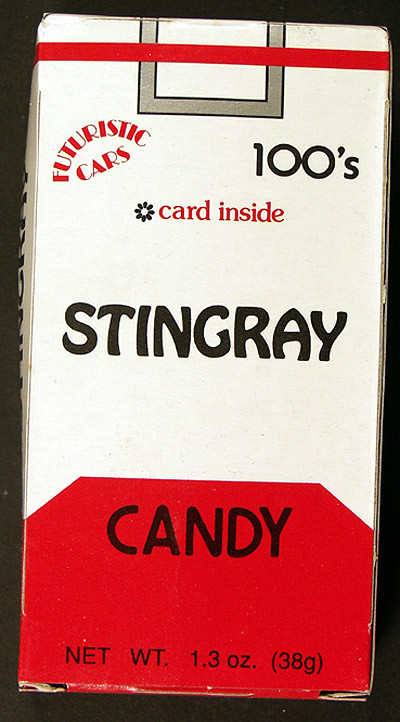 FUTURISTIC
CARS
100's
card inside
STINGRAY
CANDY
NET WT. 1.3 oz. (38g)